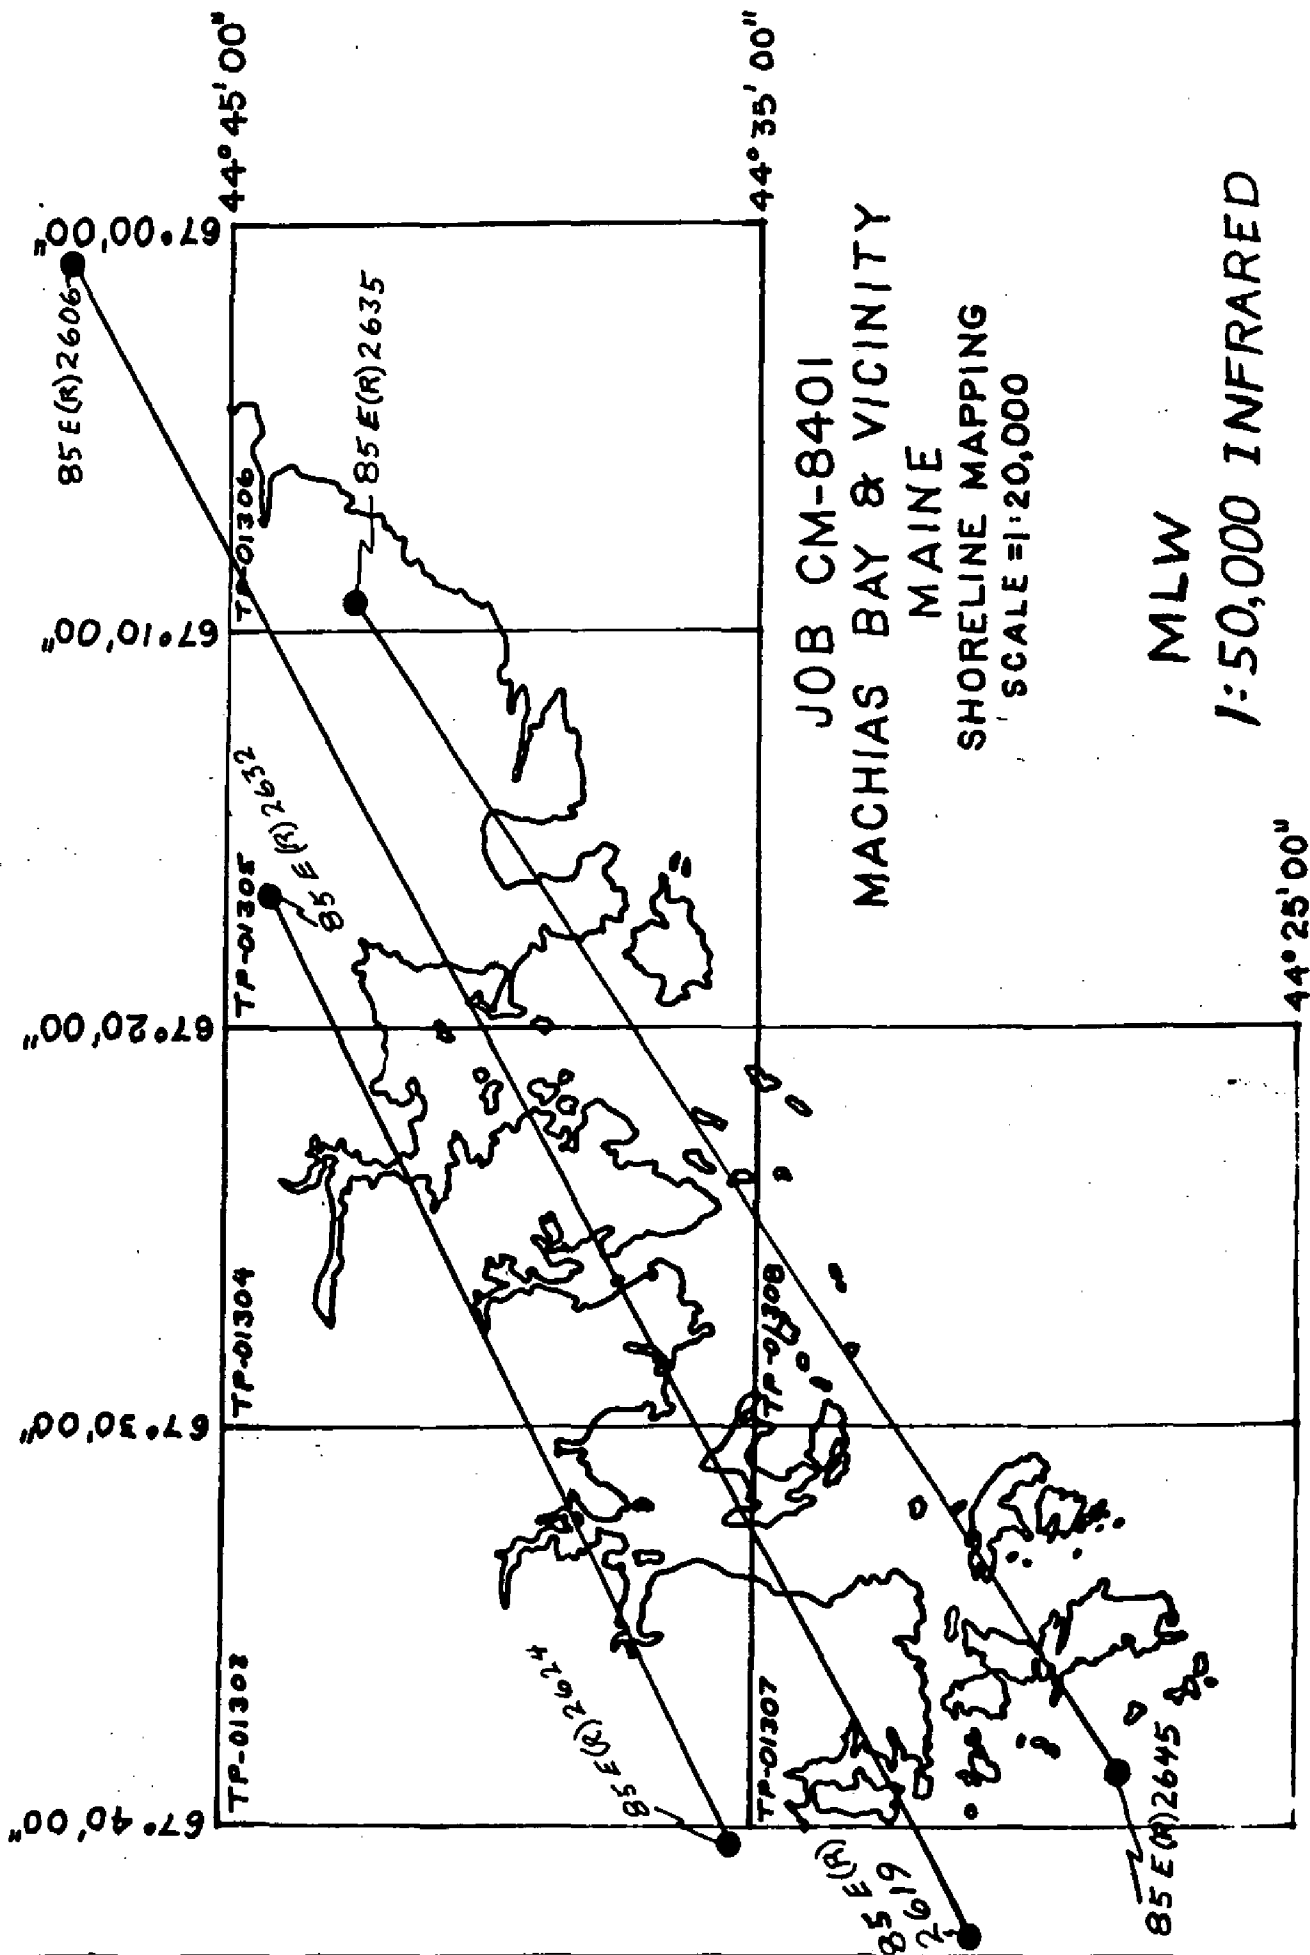 67°40'00"
67°30'00"
67°20'00"
67°10'00"
67°00'00"
44°45'00"
44°35'00"
44°25'00"
TP-01302
TP-01304
TP-01305
TP-01306
TP-01307
TP-01308
85 E(R) 2606
85 E(R) 2635
85 E(R) 2632
85 E(R) 2624
85 E(R)
2619
85 E(R) 2645
JOB CM-8401
MACHIAS BAY & VICINITY
MAINE
SHORELINE MAPPING
SCALE =1:20,000
MLW
1:50,000 INFRARED